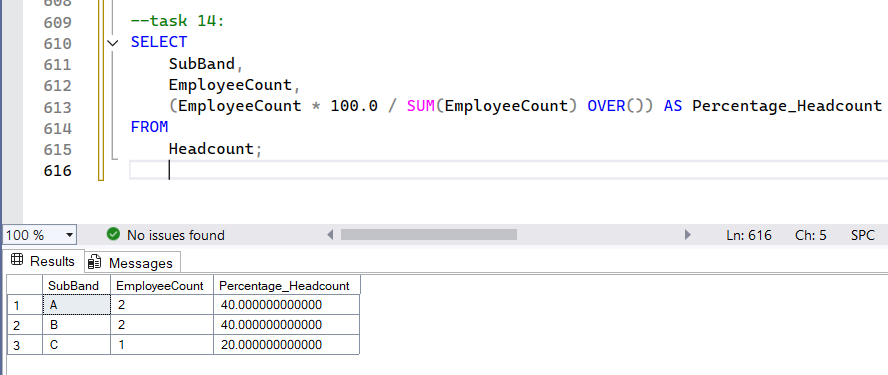 608
609 --task 14:
610 SELECT
611 SubBand,
612 EmployeeCount,
613 (EmployeeCount * 100.0 / SUM(EmployeeCount) OVER()) AS Percentage_Headcount
614 FROM
615 Headcount;
616
100 % No issues found Ln: 616 Ch: 5 SPC
Results Messages
SubBand EmployeeCount Percentage_Headcount
1 A 2 40.000000000000
2 B 2 40.000000000000
3 C 1 20.000000000000